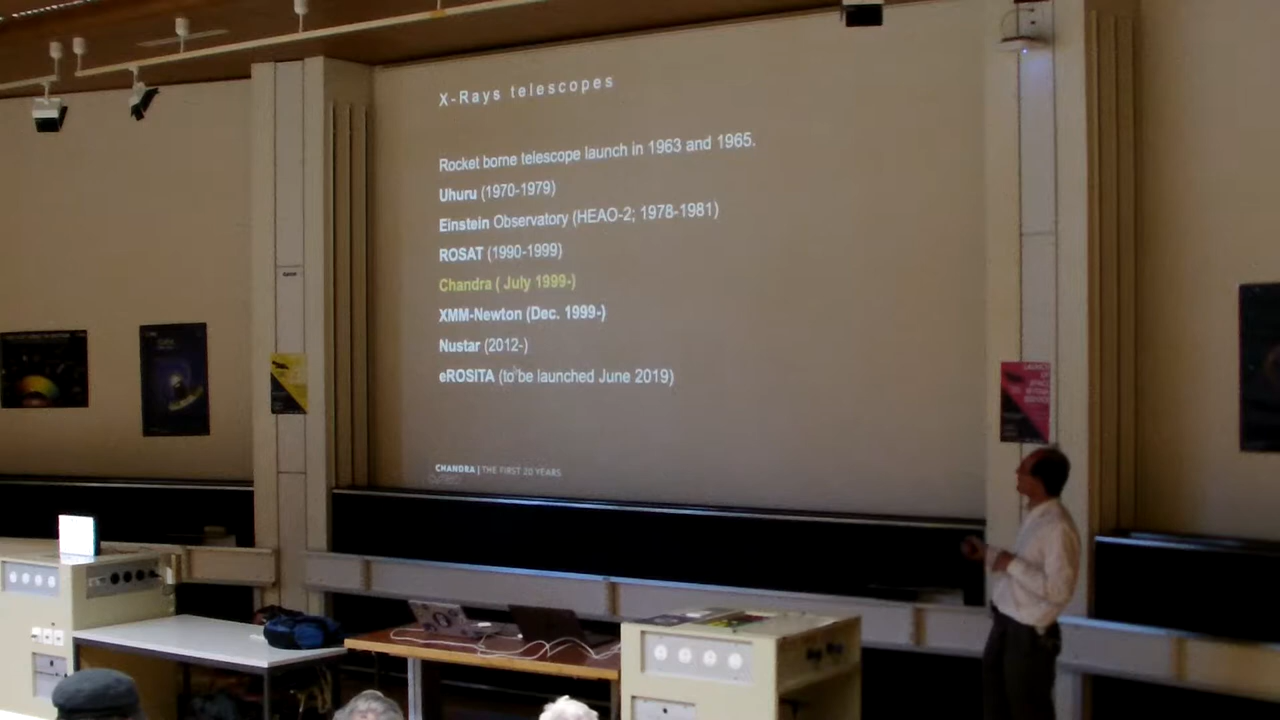 X-Rays telescopes
Rocket borne telescope launch in 1963 and 1965.
Uhuru (1970-1979)
Einstein Observatory (HEAO-2; 1978-1981)
ROSAT (1990-1999)
Chandra ( July 1999-)
XMM-Newton (Dec. 1999-)
Nustar (2012-)
eROSITA (to be launched June 2019)
CHANDRA | THE FIRST 20 YEARS